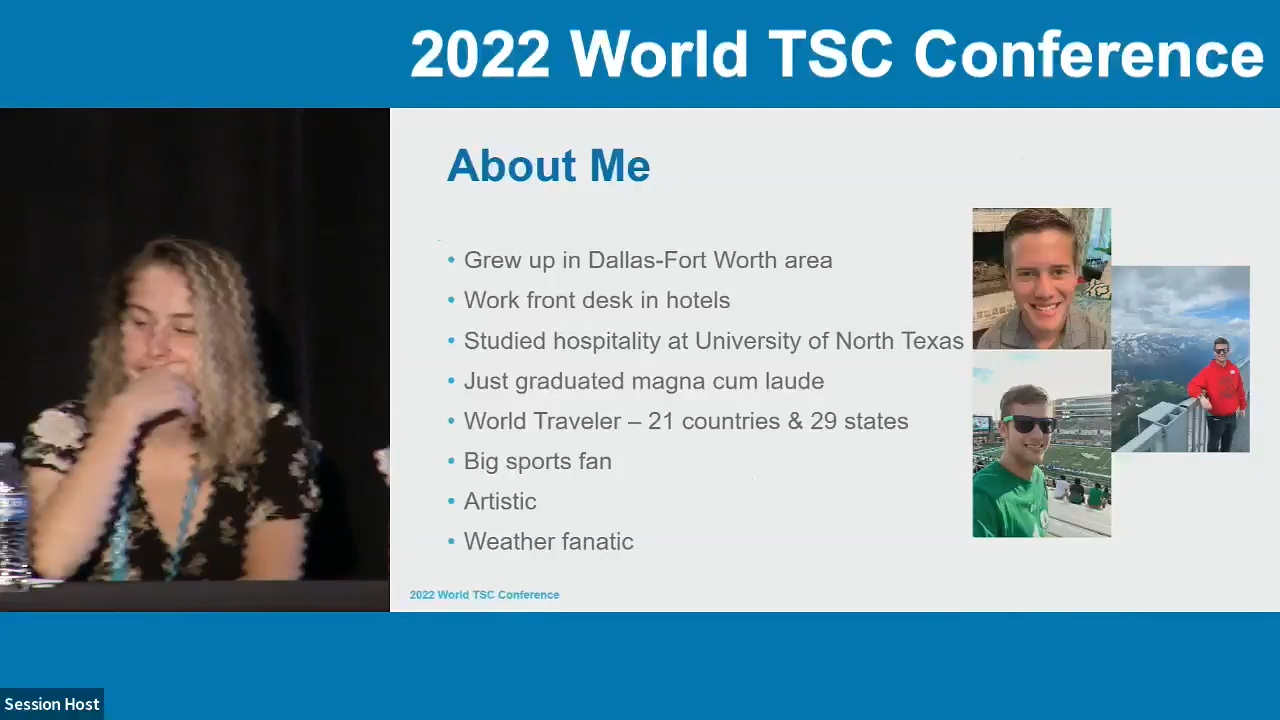 2022 World TSC Conference
About Me
• Grew up in Dallas-Fort Worth area
• Work front desk in hotels
• Studied hospitality at University of North Texas
• Just graduated magna cum laude
• World Traveler – 21 countries & 29 states
• Big sports fan
• Artistic
• Weather fanatic
2022 World TSC Conference
Session Host